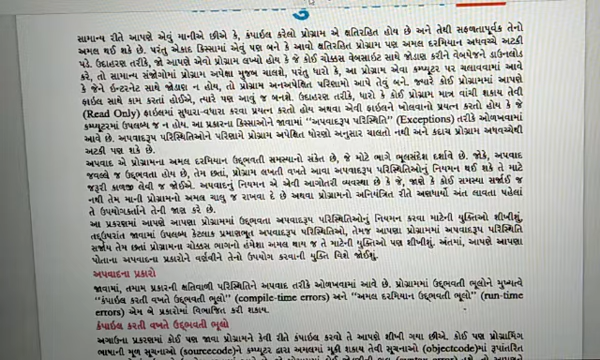 સામાન્ય રીતે આપણે એવું માનીએ છીએ કે, કંપાઇલ કરેલો પ્રોગ્રામ એ ક્ષતિરહિત હોય છે અને તેથી સફળતાપૂર્વક તેનો
અમલ થઈ શકે છે. પરંતુ એકાદ કિસ્સામાં એવું પણ બને કે આવો ક્ષતિરહિત પ્રોગ્રામ પણ અમલ દરમિયાન અધવચ્ચે અટકી
પડે. ઉદાહરણ તરીકે, જો આપણે એવો પ્રોગ્રામ લખ્યો હોય કે જે કોઈ ચોક્કસ વેબસાઇટ સાથે જોડાણ કરીને વેબપેજને ડાઉનલોડ
કરે, તો સામાન્ય સંજોગોમાં પ્રોગ્રામ અપેક્ષા મુજબ ચાલશે, પરંતુ ધારો કે, આ પ્રોગ્રામ એવા કમ્પ્યૂટર પર ચલાવવામાં આવે
કે જેને ઇન્ટરનેટ સાથે જોડાણ ન હોય, તો પ્રોગ્રામ અનઅપેક્ષિત પરિણામો આપે તેવું બને. જ્યારે કોઈ પ્રોગ્રામમાં આપણે
ફાઇલ સાથે કામ કરતાં હોઈએ, ત્યારે પણ આવું જ બનશે. ઉદાહરણ તરીકે, ધારો કે કોઈ પ્રોગ્રામ માત્ર વાંચી શકાય તેવી
(Read Only) ફાઇલમાં સુધારા-વધારા કરવા પ્રયત્ન કરતો હોય અથવા એવી ફાઇલને ખોલવાનો પ્રયત્ન કરતો હોય કે જે
કમ્પ્યૂટરમાં ઉપલબ્ધ જ ન હોય. આ પ્રકારના કિસ્સાઓને જાવામાં "અપવાદરૂપ પરિસ્થિતિ" (Exceptions) તરીકે ઓળખવામાં
આવે છે. અપવાદરૂપ પરિસ્થિતિઓને પરિણામે પ્રોગ્રામ અપેક્ષિત ધોરણો અનુસાર ચાલતો નથી અને કદાચ પ્રોગ્રામ અધવચ્ચેથી
અટકી પણ શકે છે.
અપવાદ એ પ્રોગ્રામના અમલ દરમિયાન ઉદ્ભવતી સમસ્યાનો સંકેત છે, જે મોટે ભાગે ભૂલસંદેશ દર્શાવે છે. જોકે, અપવાદ
જવલ્લે જ ઉદ્ભવતા હોય છે, તેમ છતાં, પ્રોગ્રામ લખતી વખતે આવા અપવાદરૂપ પરિસ્થિતિઓનું નિયમન થઈ શકે તે માટે
જરૂરી કાળજી લેવી જ જોઈએ. અપવાદનું નિયમન એ એવી આગોતરી વ્યવસ્થા છે કે જે, જાણે કે કોઈ સમસ્યા સર્જાઈ જ
નથી તેમ માની પ્રોગ્રામનો અમલ ચાલુ જ રાખવા દે છે અથવા પ્રોગ્રામનો અનિયંત્રિત રીતે અણધાર્યો અંત લાવતા પહેલાં
તે ઉપયોગકર્તાને તેની જાણ કરે છે.
આ પ્રકરણમાં આપણે આપણા પ્રોગ્રામમાં ઉદ્ભવતા અપવાદરૂપ પરિસ્થિતિઓનું નિયમન કરવા માટેની યુક્તિઓ શીખીશું.
તદુપરાંત જાવામાં ઉપલબ્ધ કેટલાક પ્રમાણભૂત અપવાદરૂપ પરિસ્થિતિઓ, તેમજ આપણા પ્રોગ્રામમાં અપવાદરૂપ પરિસ્થિતિ
સર્જાય તેમ છતાં પ્રોગ્રામના ચોક્કસ ભાગનો હંમેશા અમલ થાય જ તે માટેની યુક્તિઓ પણ શીખીશું. અંતમાં, આપણે આપણા
પોતાના અપવાદના પ્રકારોને વર્ણવીને તેનો ઉપયોગ કરવાની યુક્તિ વિશે જોઈશું.
અપવાદના પ્રકારો
જાવામાં, તમામ પ્રકારની ક્ષતિવાળી પરિસ્થિતિને અપવાદ તરીકે ઓળખવામાં આવે છે. પ્રોગ્રામમાં ઉદ્ભવતી ભૂલોને મુખ્યત્વે
"કંપાઇલ કરતી વખતે ઉદ્ભવતી ભૂલો" (compile-time errors) અને "અમલ દરમિયાન ઉદ્ભવતી ભૂલો" (run-time
errors) એમ બે પ્રકારોમાં વિભાજિત કરી શકાય.
કંપાઇલ કરતી વખતે ઉદ્ભવતી ભૂલો
અગાઉના પ્રકરણમાં કોઈ પણ જાવા પ્રોગ્રામને કેવી રીતે કંપાઇલ કરવો તે આપણે શીખી ગયા છીએ. કોઈ પણ પ્રોગ્રામિંગ
ભાષાની મૂળ સૂચનાઓ (sourcecode)ને કમ્પ્યૂટર દ્વારા અમલમાં મૂકી શકાય તેવી સૂચનાઓ (objectcode)માં રૂપાંતરિત